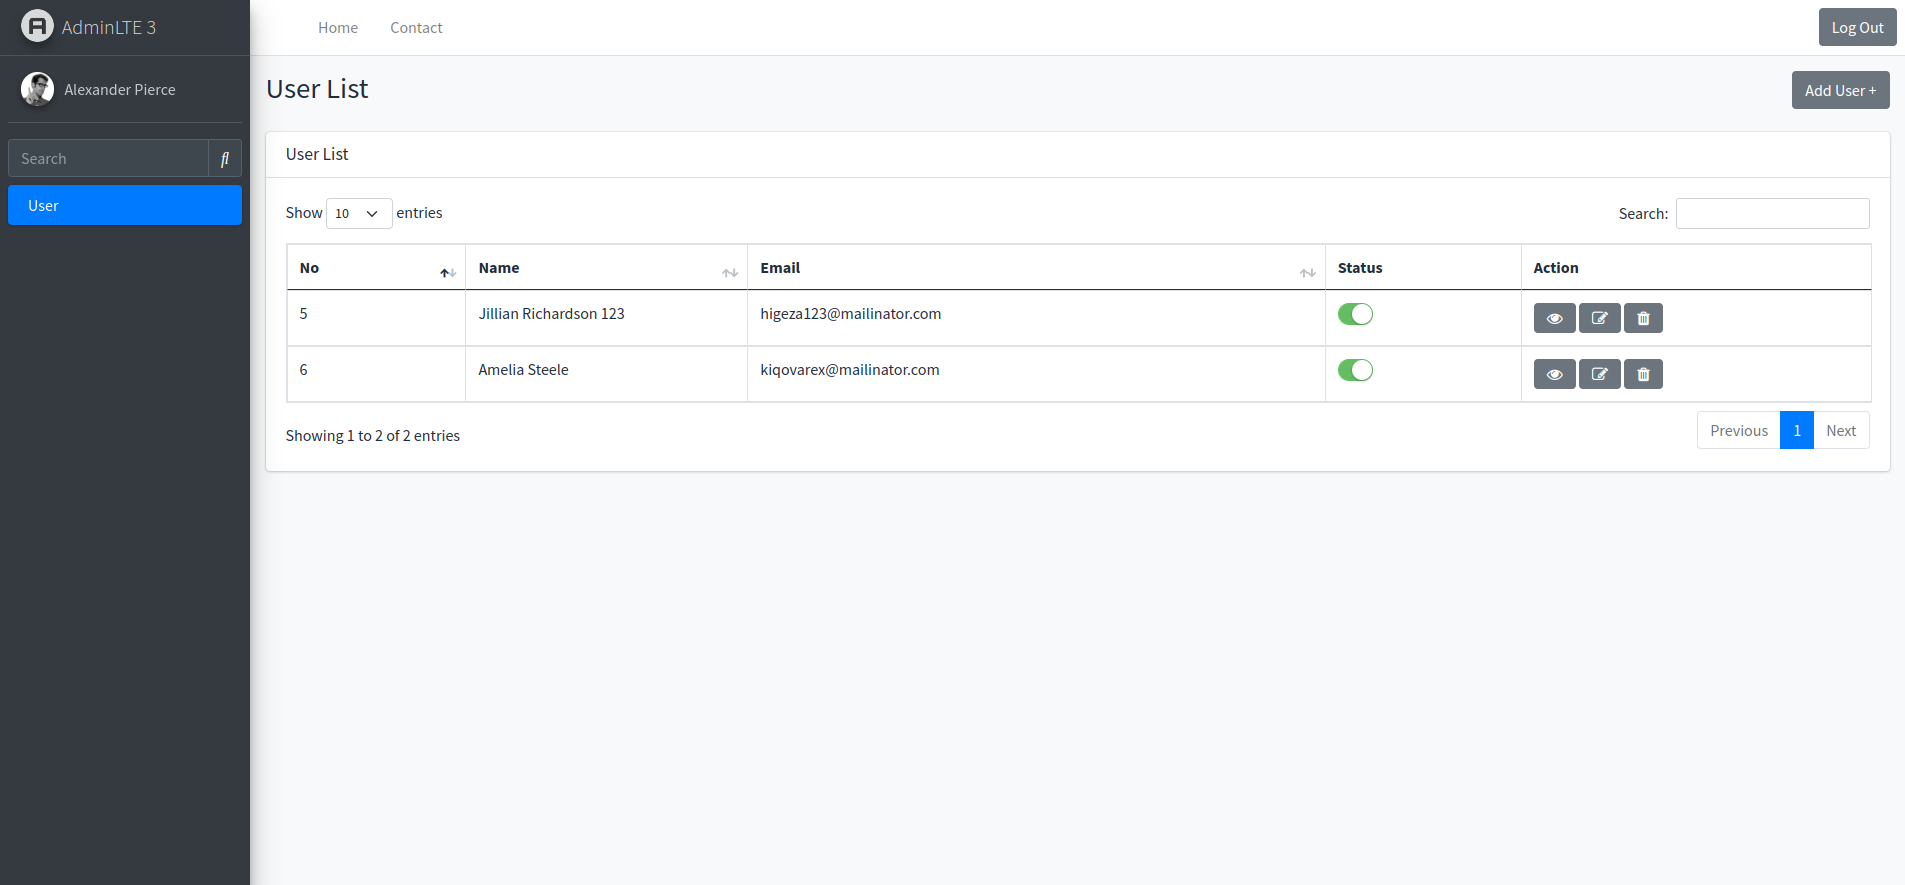 AdminLTE 3
Home Contact
Log Out
Alexander Pierce
Search
User
User List
Add User +
User List
Show 10 entries
Search:
No Name Email Status Action
5 Jillian Richardson 123 higeza123@mailinator.com
6 Amelia Steele kiqovarex@mailinator.com
Showing 1 to 2 of 2 entries
Previous 1 Next